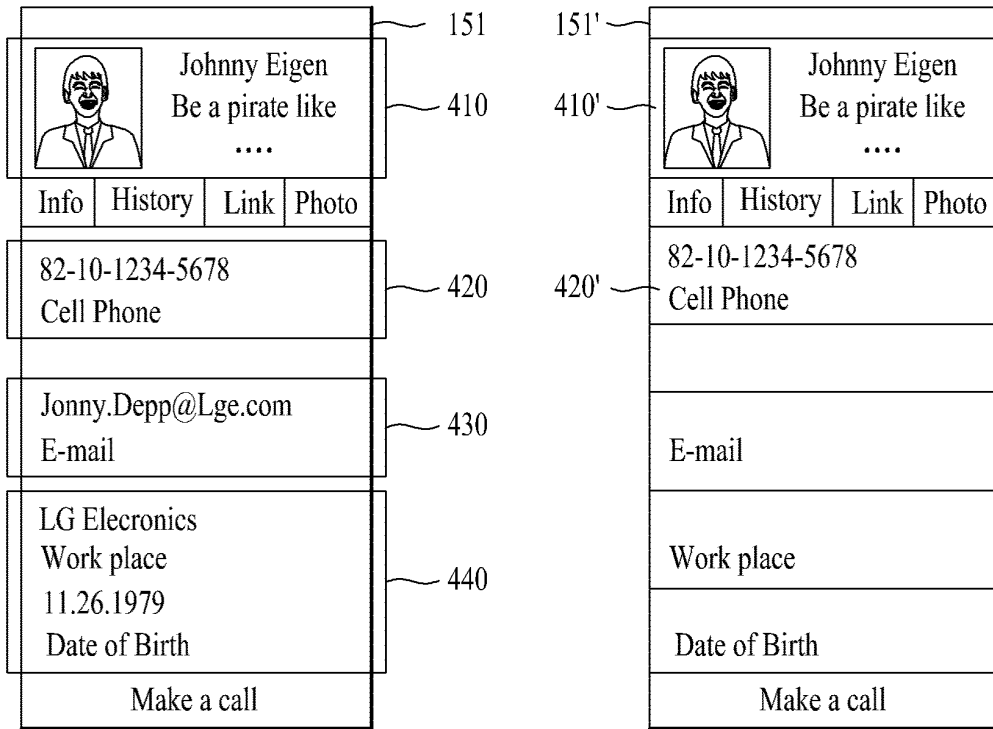 151
Johnny Eigen
Be a pirate like
....
410
Info History Link Photo
82-10-1234-5678
Cell Phone
420
Jonny.Depp@Lge.com
E-mail
430
LG Elecronics
Work place
11.26.1979
Date of Birth
440
Make a call
151'
Johnny Eigen
Be a pirate like
....
410'
Info History Link Photo
82-10-1234-5678
Cell Phone
420'
E-mail
Work place
Date of Birth
Make a call